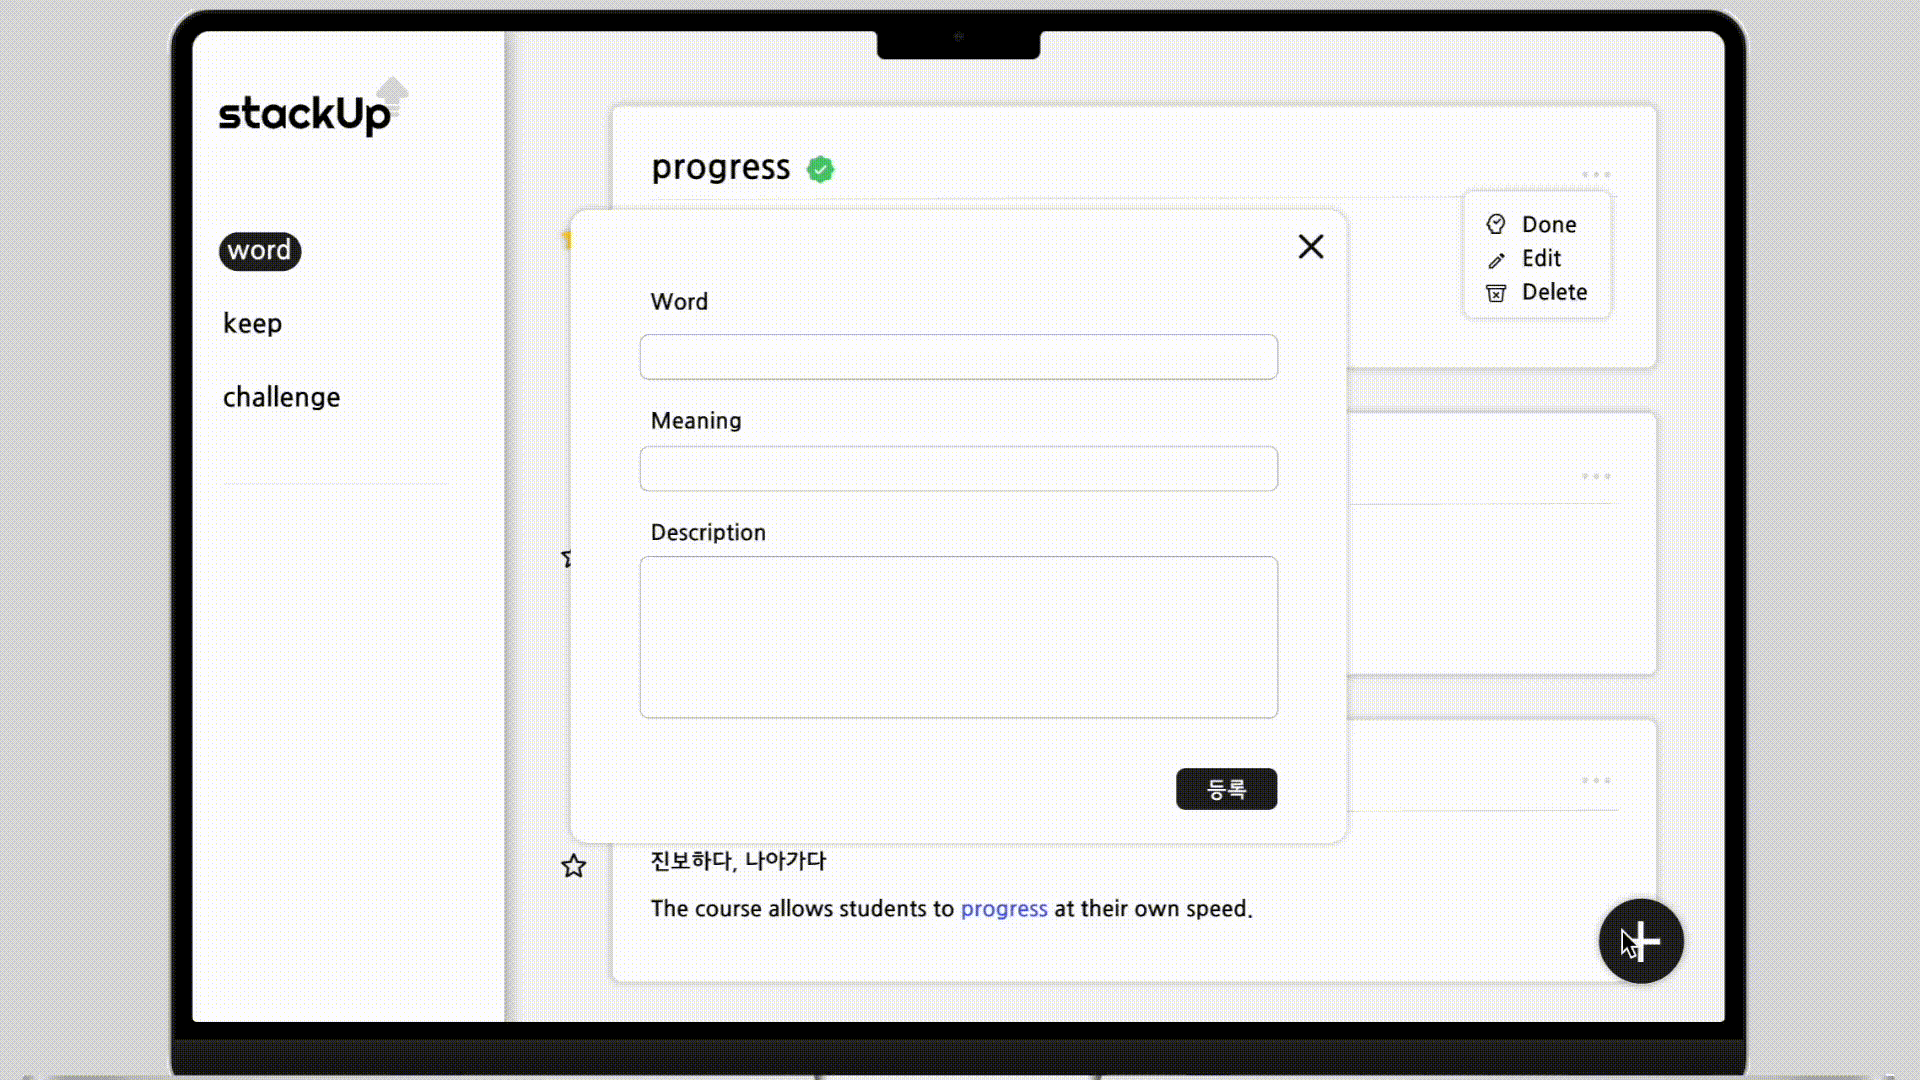 stackUp
word
keep
challenge
progress
Done
Edit
Delete
Word
Meaning
Description
등록
진보하다, 나아가다
The course allows students to progress at their own speed.